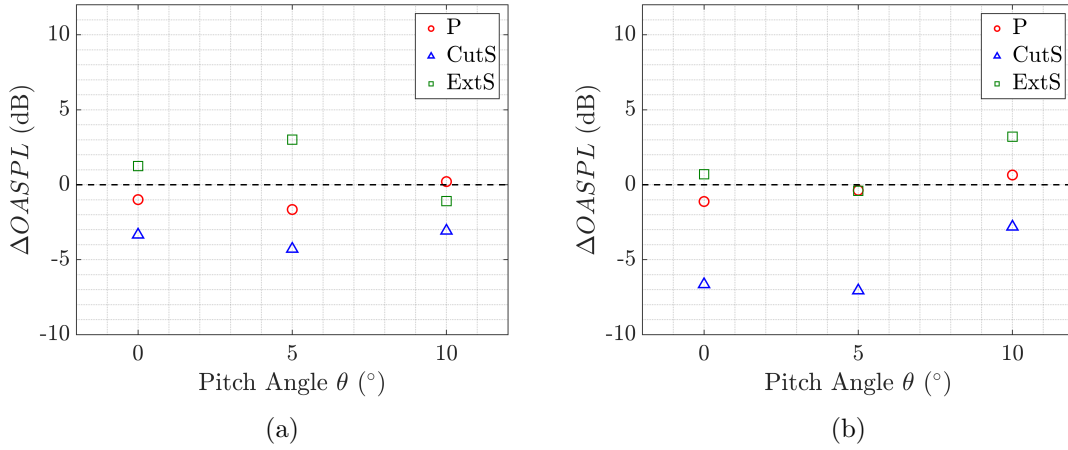 10
5
0
-5
-10
ΔOASPL (dB)
P
CutS
ExtS
0
5
10
Pitch Angle θ (°)
(a)
10
5
0
-5
-10
ΔOASPL (dB)
P
CutS
ExtS
0
5
10
Pitch Angle θ (°)
(b)